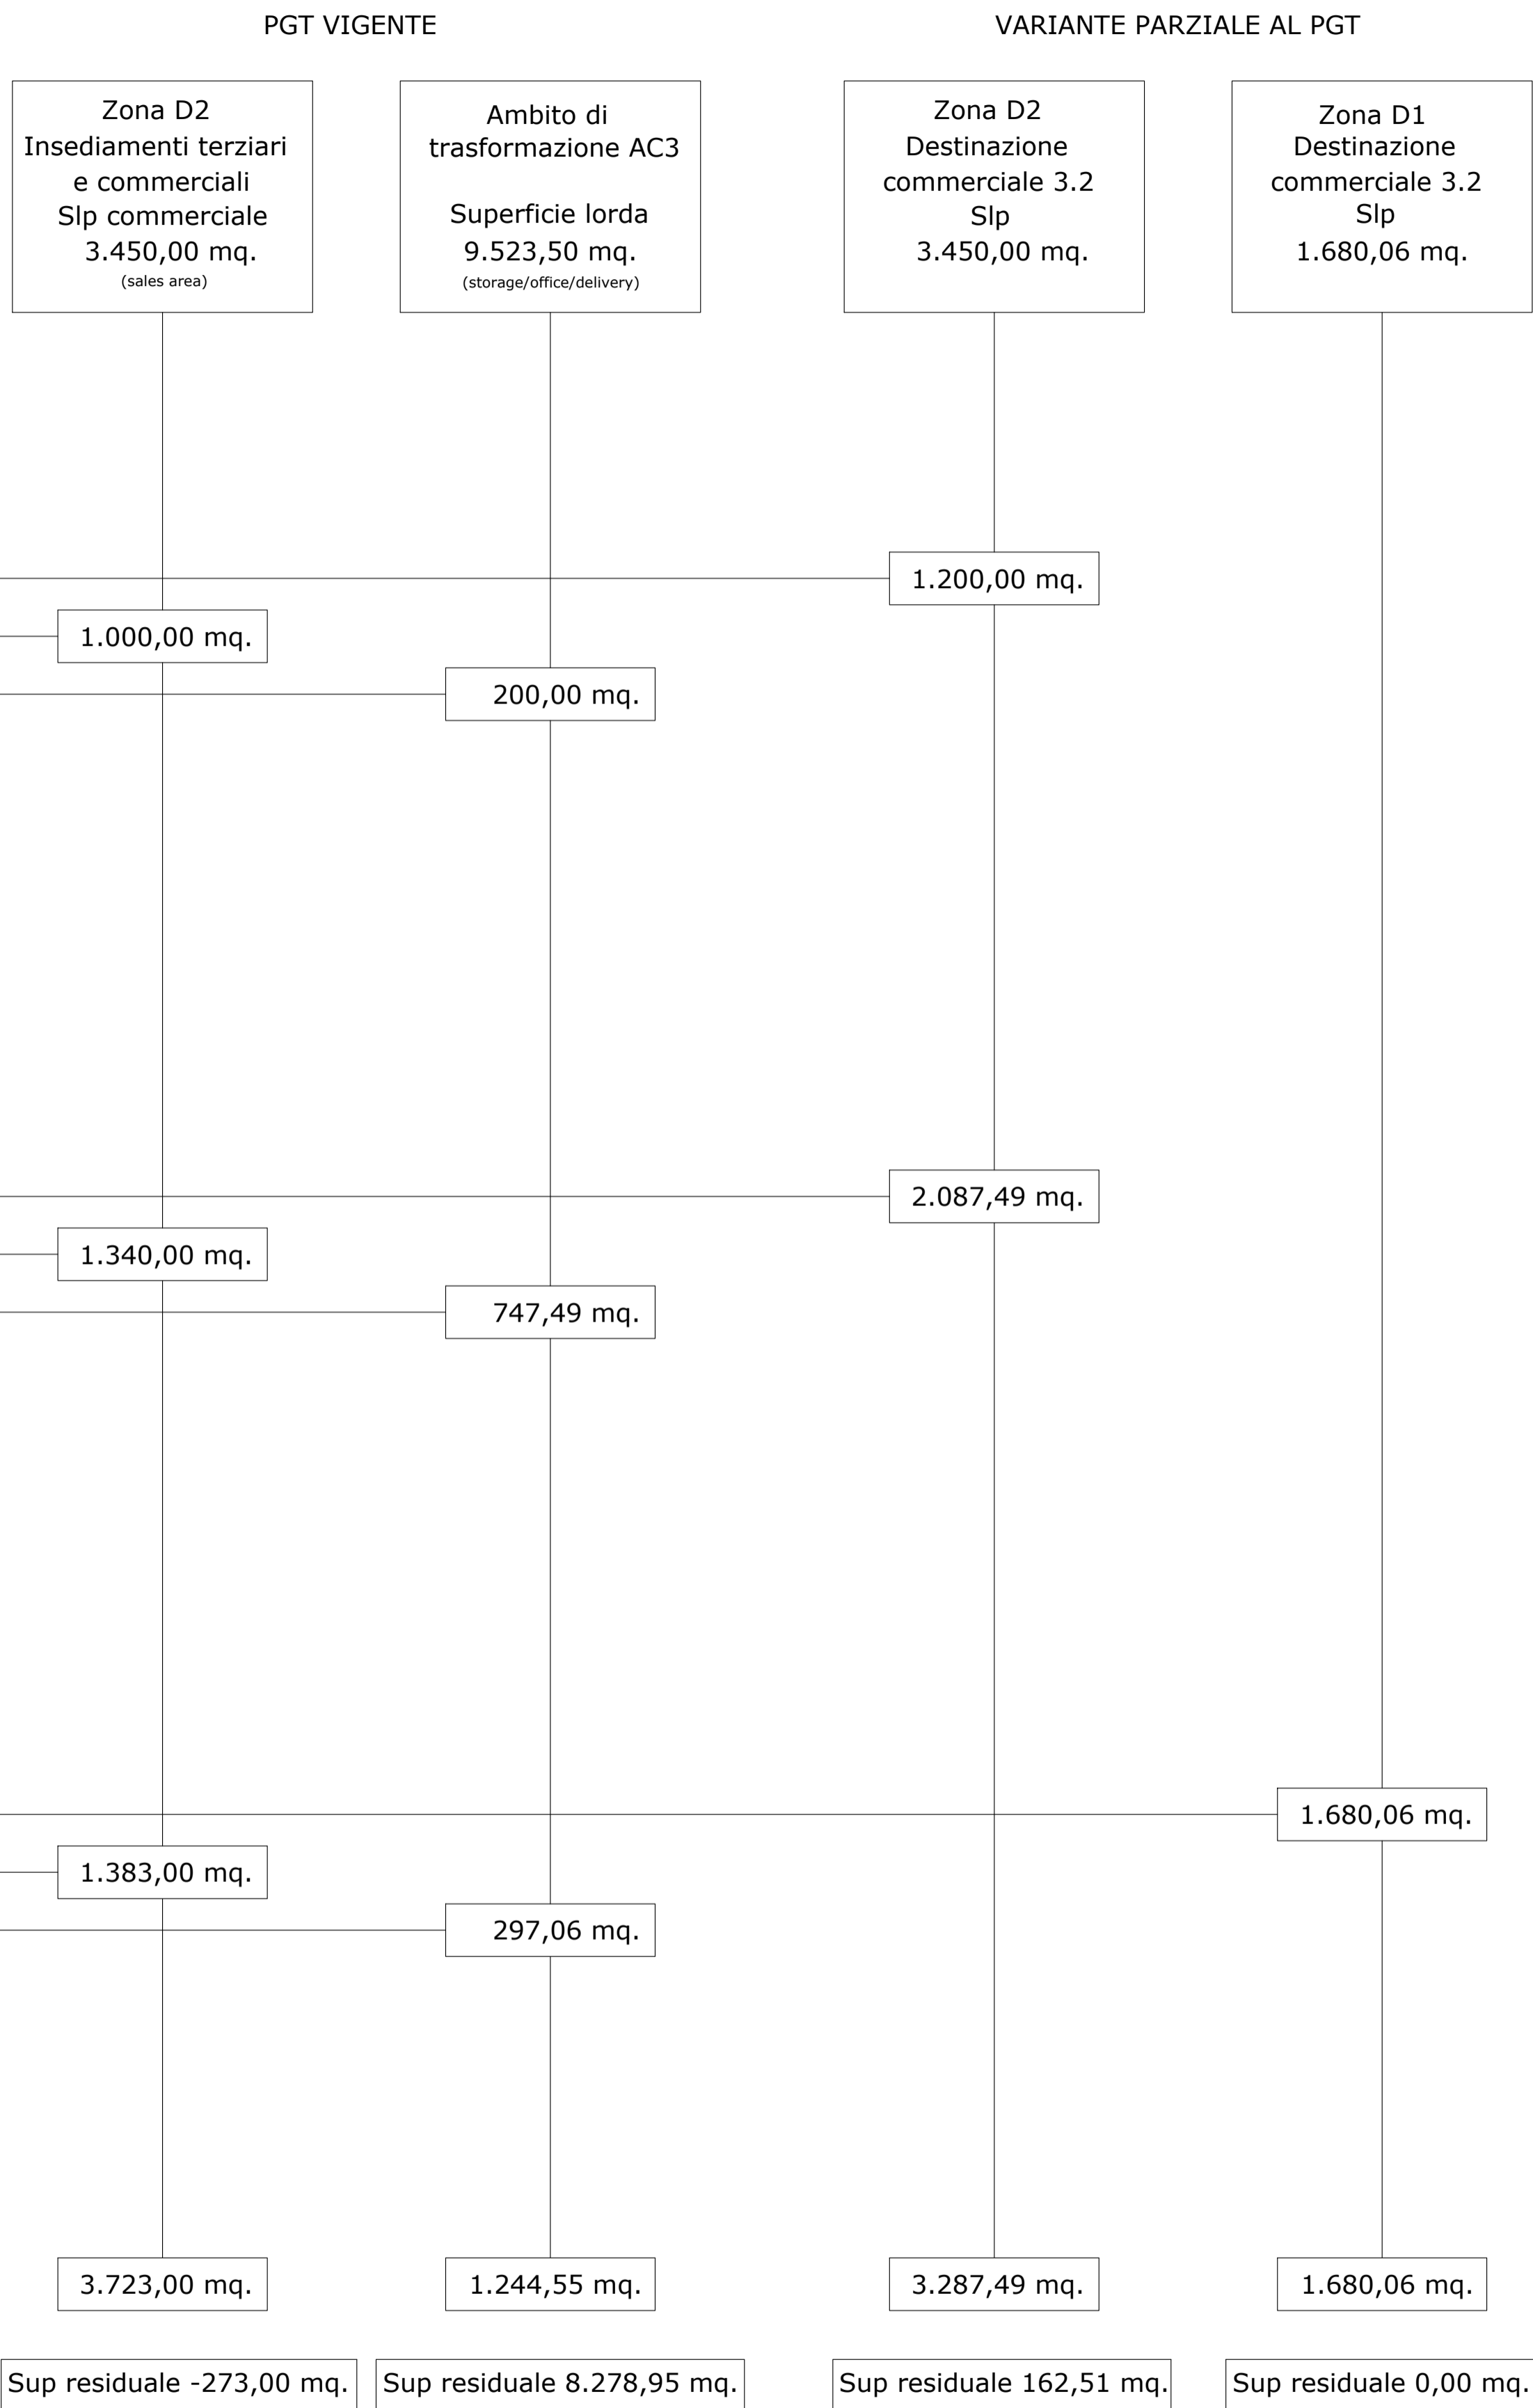 PGT VIGENTE
VARIANTE PARZIALE AL PGT
Zona D2
Insediamenti terziari
e commerciali
Slp commerciale
3.450,00 mq.
(sales area)
Ambito di
trasformazione AC3
Superficie lorda
9.523,50 mq.
(storage/office/delivery)
Zona D2
Destinazione
commerciale 3.2
Slp
3.450,00 mq.
Zona D1
Destinazione
commerciale 3.2
Slp
1.680,06 mq.
1.200,00 mq.
1.000,00 mq.
200,00 mq.
2.087,49 mq.
1.340,00 mq.
747,49 mq.
1.680,06 mq.
1.383,00 mq.
297,06 mq.
3.723,00 mq.
1.244,55 mq.
3.287,49 mq.
1.680,06 mq.
Sup residuale -273,00 mq.
Sup residuale 8.278,95 mq.
Sup residuale 162,51 mq.
Sup residuale 0,00 mq.